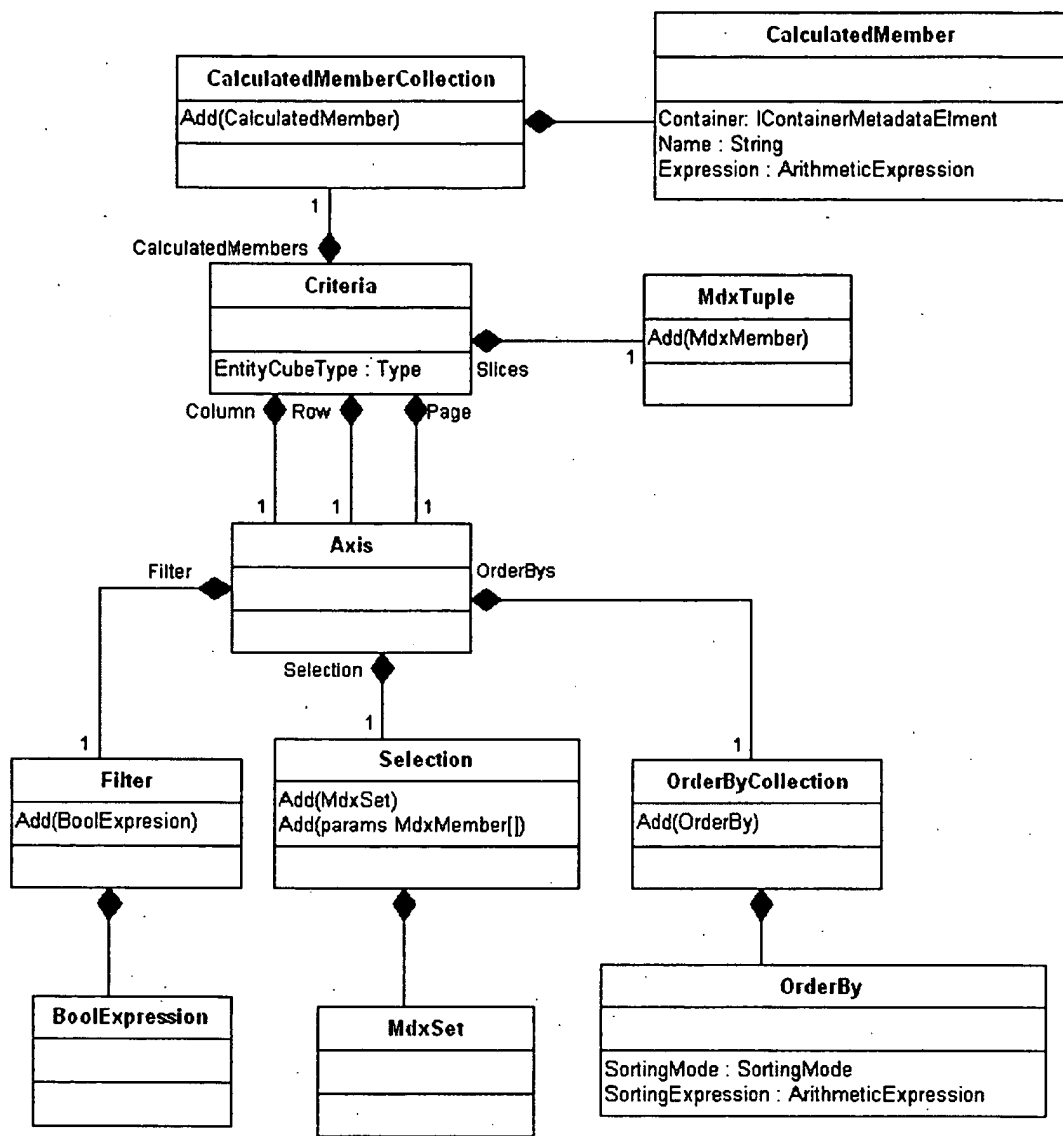 CalculatedMember
CalculatedMemberCollection
Add(CalculatedMember)
Container: IContainerMetadataElment
Name : String
Expression : ArithmeticExpression
1
CalculatedMembers
Criteria
MdxTuple
Add(MdxMember)
EntityCubeType : Type
Slices
1
Column
Row
Page
1
1
1
Axis
Filter
OrderBys
Selection
1
1
1
Filter
Add(BoolExpresion)
Selection
Add(MdxSet)
Add(params MdxMember[])
OrderByCollection
Add(OrderBy)
BoolExpression
MdxSet
OrderBy
SortingMode : SortingMode
SortingExpression : ArithmeticExpression